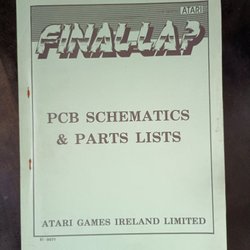 ATARI
FINAL LAP
PCB SCHEMATICS
& PARTS LISTS
ATARI GAMES IRELAND LIMITED